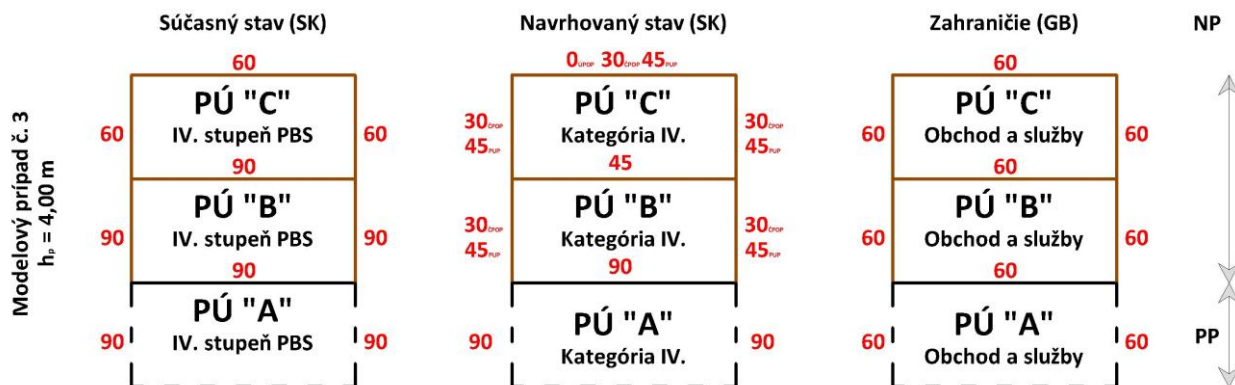 Súčasný stav (SK)
Navrhovaný stav (SK)
Zahraničie (GB)
NP
60
0ÚPOP 30ČPOP 45PUP
60
Modelový prípad č. 3
hp = 4,00 m
60
PÚ "C"
IV. stupeň PBS
60
90
30ČPOP
45PUP
PÚ "C"
Kategória IV.
30ČPOP
45PUP
45
60
PÚ "C"
Obchod a služby
60
60
90
PÚ "B"
IV. stupeň PBS
90
90
30ČPOP
45PUP
PÚ "B"
Kategória IV.
30ČPOP
45PUP
90
60
PÚ "B"
Obchod a služby
60
60
90
PÚ "A"
IV. stupeň PBS
90
90
PÚ "A"
Kategória IV.
90
60
PÚ "A"
Obchod a služby
60
PP